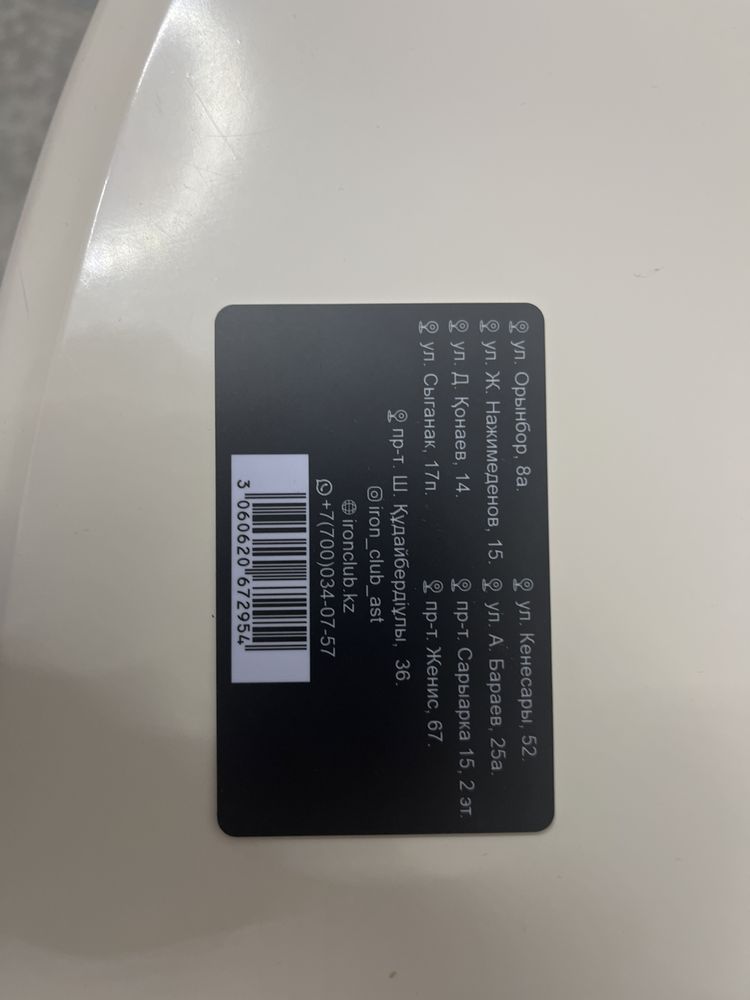 ул. Орынбор, 8а.
ул. Ж. Нажимеденов, 15.
ул. Д. Қонаев, 14.
ул. Сыганак, 17п.
ул. Кенесары, 52.
ул. А. Бараев, 25а.
пр-т. Сарыарка 15, 2 эт.
пр-т. Женис, 67.
пр-т. Ш. Құдайбердіұлы, 36.
iron_club_ast
ironclub.kz
+7(700)034-07-57
3 060620 672954